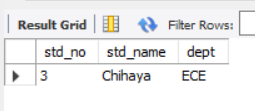 Result Grid Filter Rows:
std_no std_name dept
3 Chihaya ECE